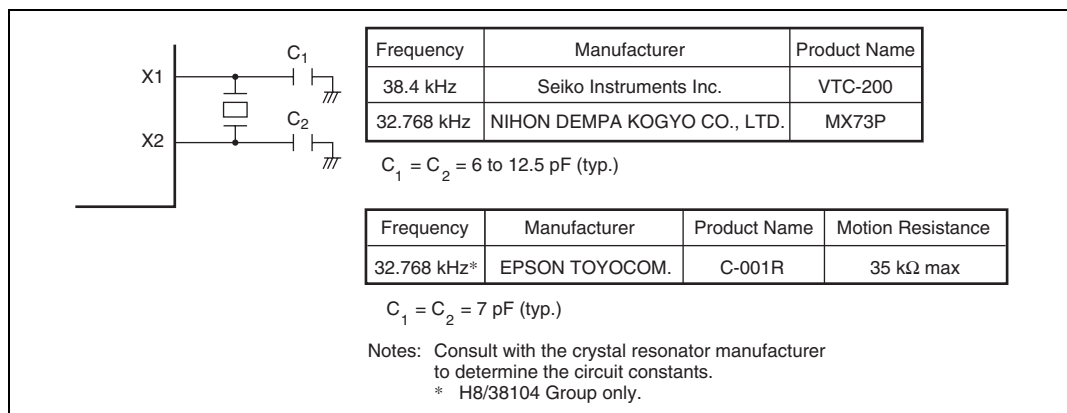 X1
C1
X2
C2
Frequency Manufacturer Product Name
38.4 kHz Seiko Instruments Inc. VTC-200
32.768 kHz NIHON DEMPA KOGYO CO., LTD. MX73P
C1 = C2 = 6 to 12.5 pF (typ.)
Frequency Manufacturer Product Name Motion Resistance
32.768 kHz* EPSON TOYOCOM. C-001R 35 kΩ max
C1 = C2 = 7 pF (typ.)
Notes: Consult with the crystal resonator manufacturer
to determine the circuit constants.
* H8/38104 Group only.